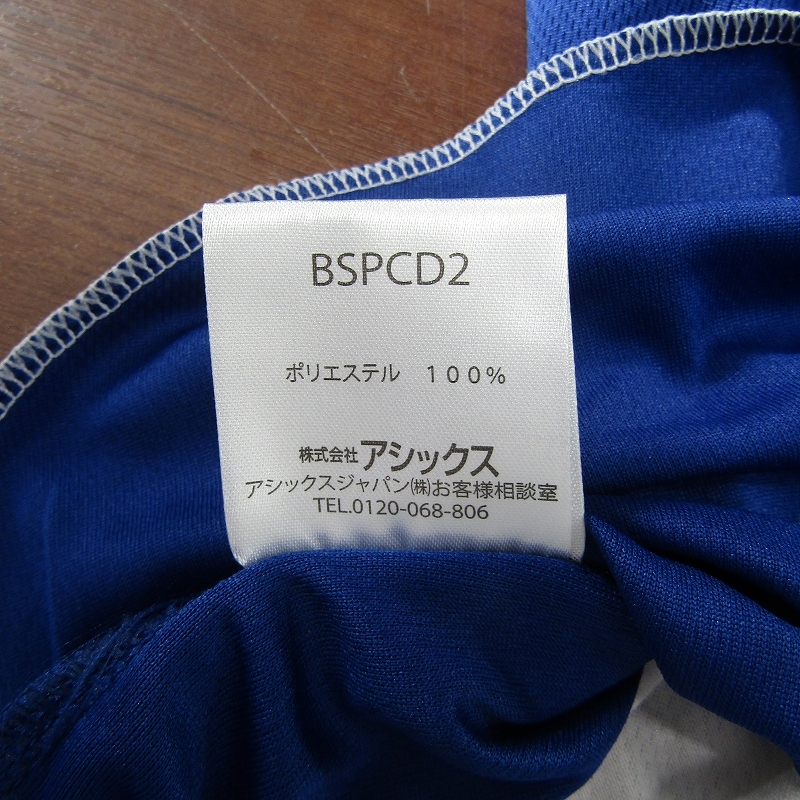 BSPCD2
ポリエステル　１００％
株式会社アシックス
アシックスジャパン㈱お客様相談室
TEL.0120-068-806